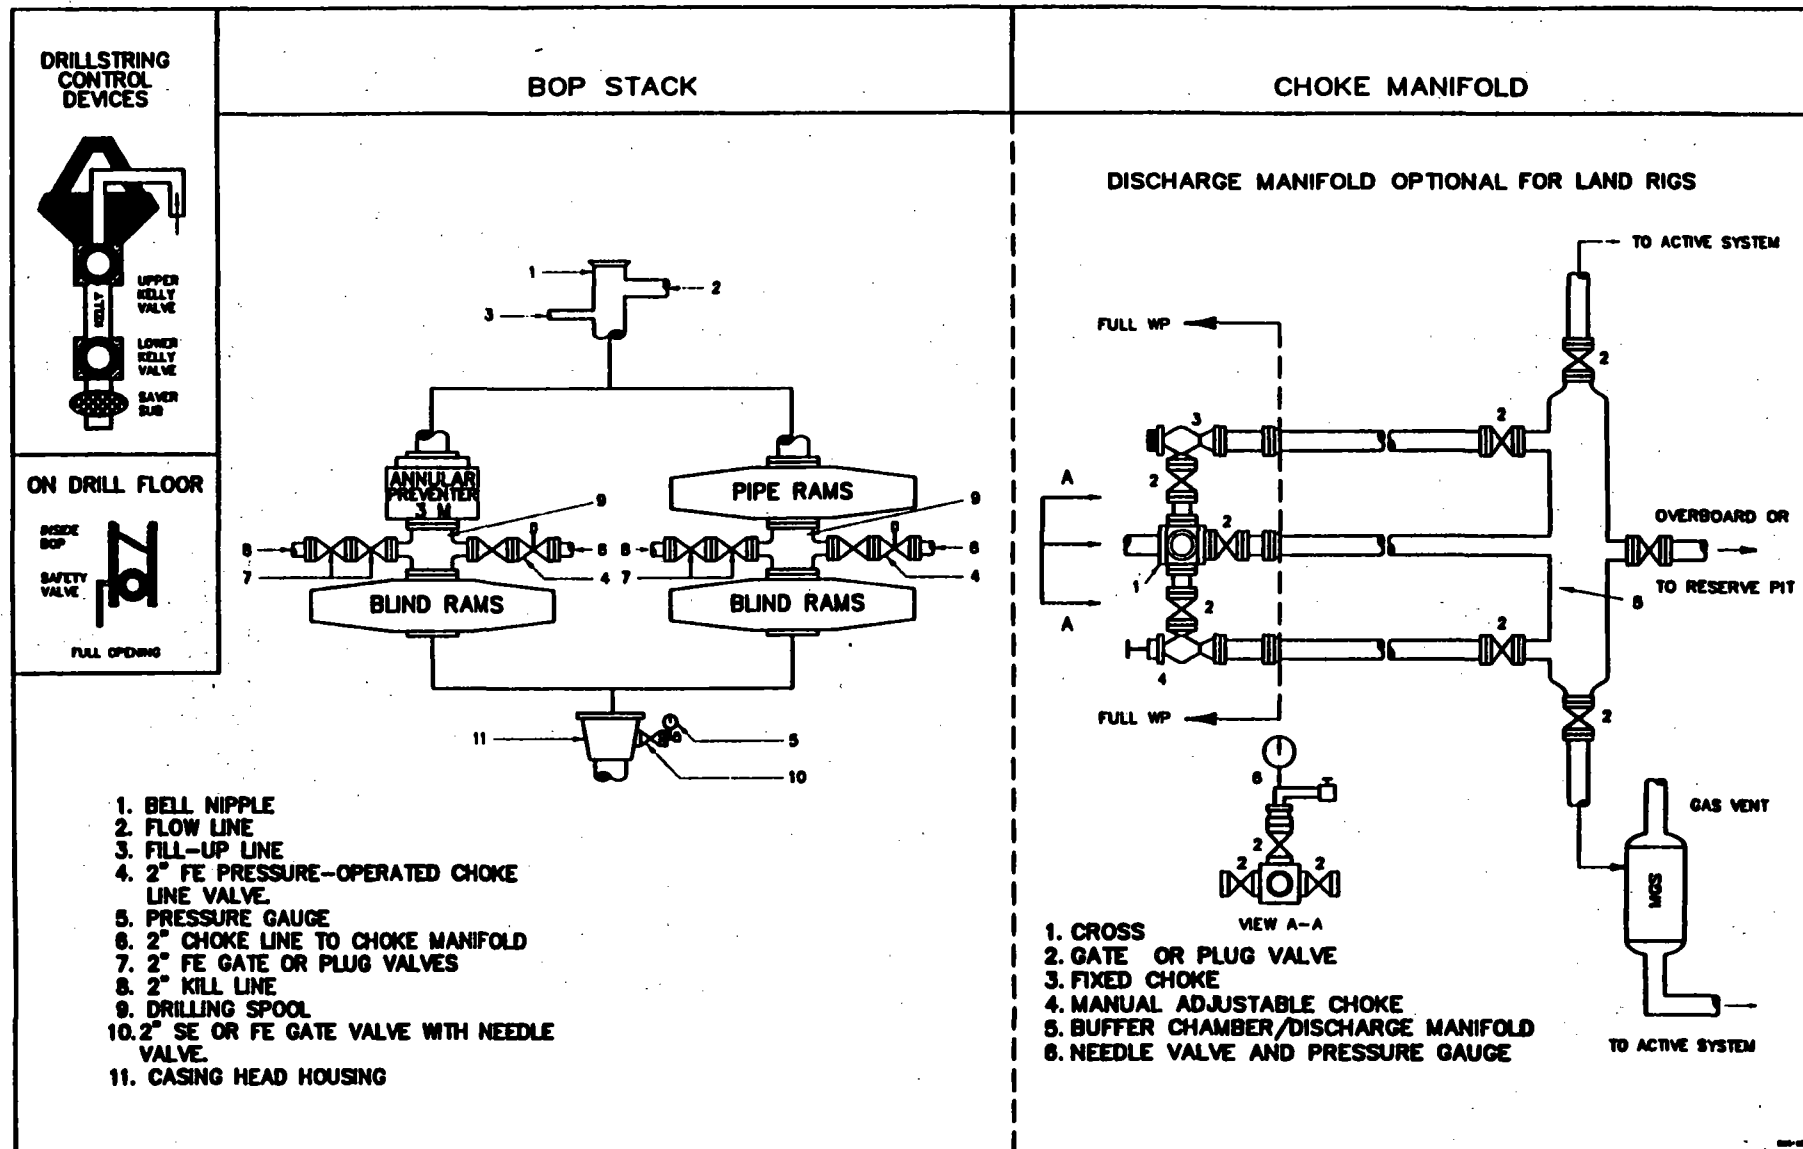 DRILLSTRING
CONTROL
DEVICES
UPPER
KELLY
VALVE
KELLY
LOWER
KELLY
VALVE
SAVER
SUB
ON DRILL FLOOR
INSIDE
BOP
SAFETY
VALVE
FULL OPENING
BOP STACK
1
2
3
ANNULAR
PREVENTER
3 M
PIPE RAMS
9
9
8
6
8
6
7
4
7
4
BLIND RAMS
BLIND RAMS
11
5
10
1. BELL NIPPLE
2. FLOW LINE
3. FILL-UP LINE
4. 2" FE PRESSURE-OPERATED CHOKE
LINE VALVE.
5. PRESSURE GAUGE
6. 2" CHOKE LINE TO CHOKE MANIFOLD
7. 2" FE GATE OR PLUG VALVES
8. 2" KILL LINE
9. DRILLING SPOOL
10. 2" SE OR FE GATE VALVE WITH NEEDLE
VALVE.
11. CASING HEAD HOUSING
CHOKE MANIFOLD
DISCHARGE MANIFOLD OPTIONAL FOR LAND RIGS
TO ACTIVE SYSTEM
FULL WP
2
3
2
2
A
2
OVERBOARD OR
1
TO RESERVE PIT
5
2
A
2
4
FULL WP
2
6
GAS VENT
2
2
2
MGS
VIEW A-A
TO ACTIVE SYSTEM
1. CROSS
2. GATE OR PLUG VALVE
3. FIXED CHOKE
4. MANUAL ADJUSTABLE CHOKE
5. BUFFER CHAMBER/DISCHARGE MANIFOLD
6. NEEDLE VALVE AND PRESSURE GAUGE